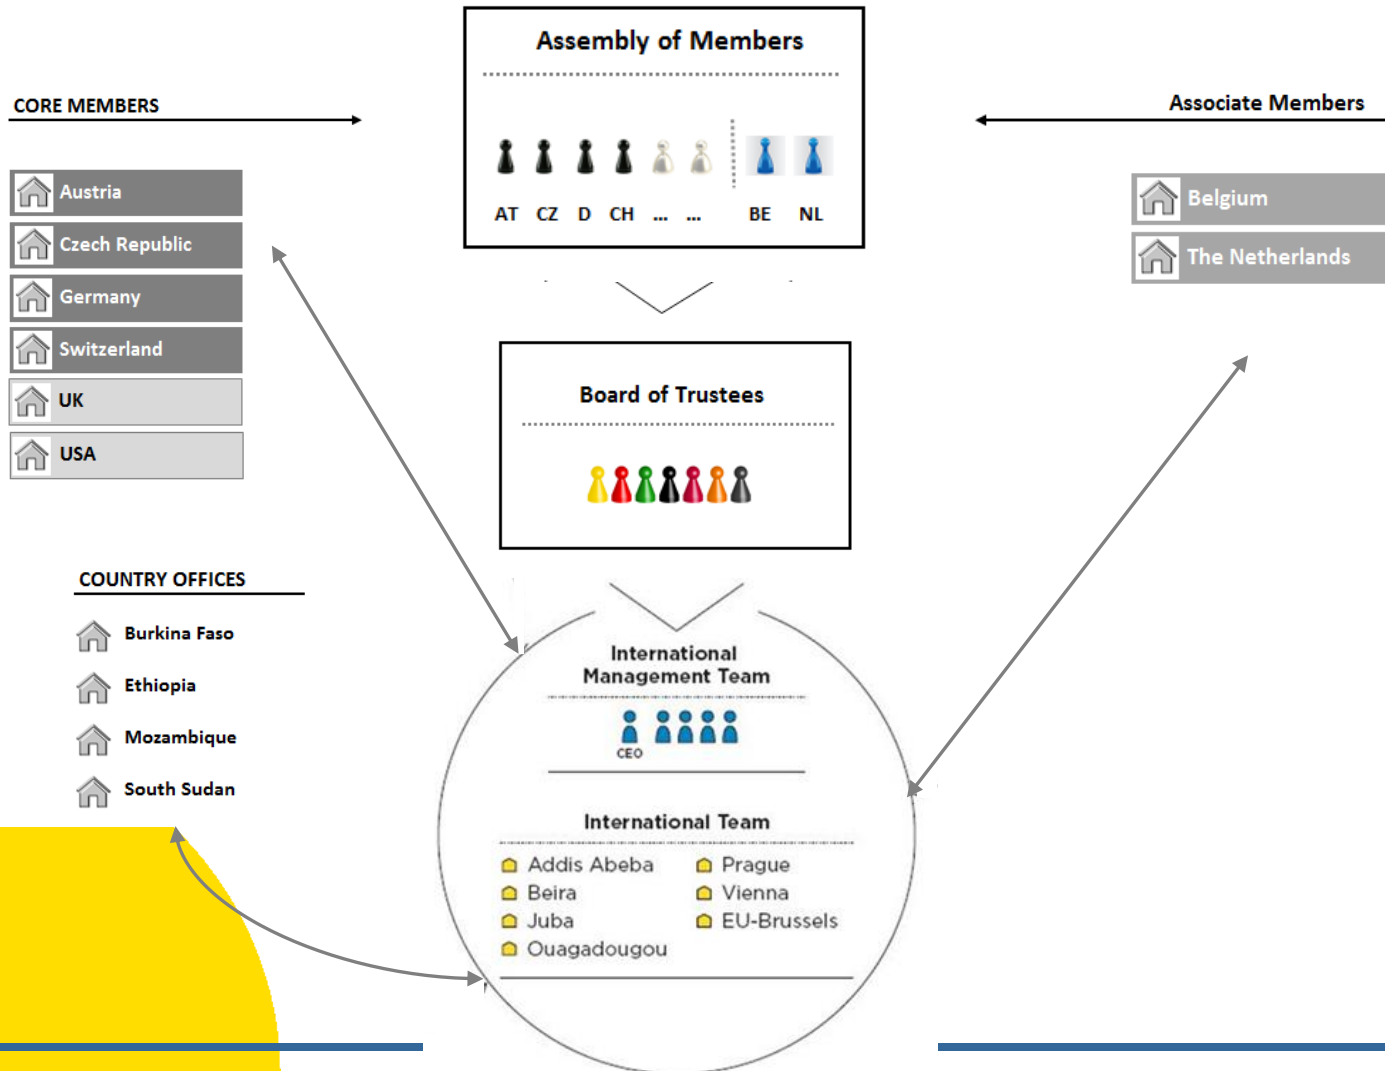 Assembly of Members
AT CZ D CH ... ... BE NL
CORE MEMBERS
Austria
Czech Republic
Germany
Switzerland
UK
USA
Associate Members
Belgium
The Netherlands
Board of Trustees
COUNTRY OFFICES
Burkina Faso
Ethiopia
Mozambique
South Sudan
International
Management Team
CEO
International Team
Addis Abeba
Beira
Juba
Ouagadougou
Prague
Vienna
EU-Brussels